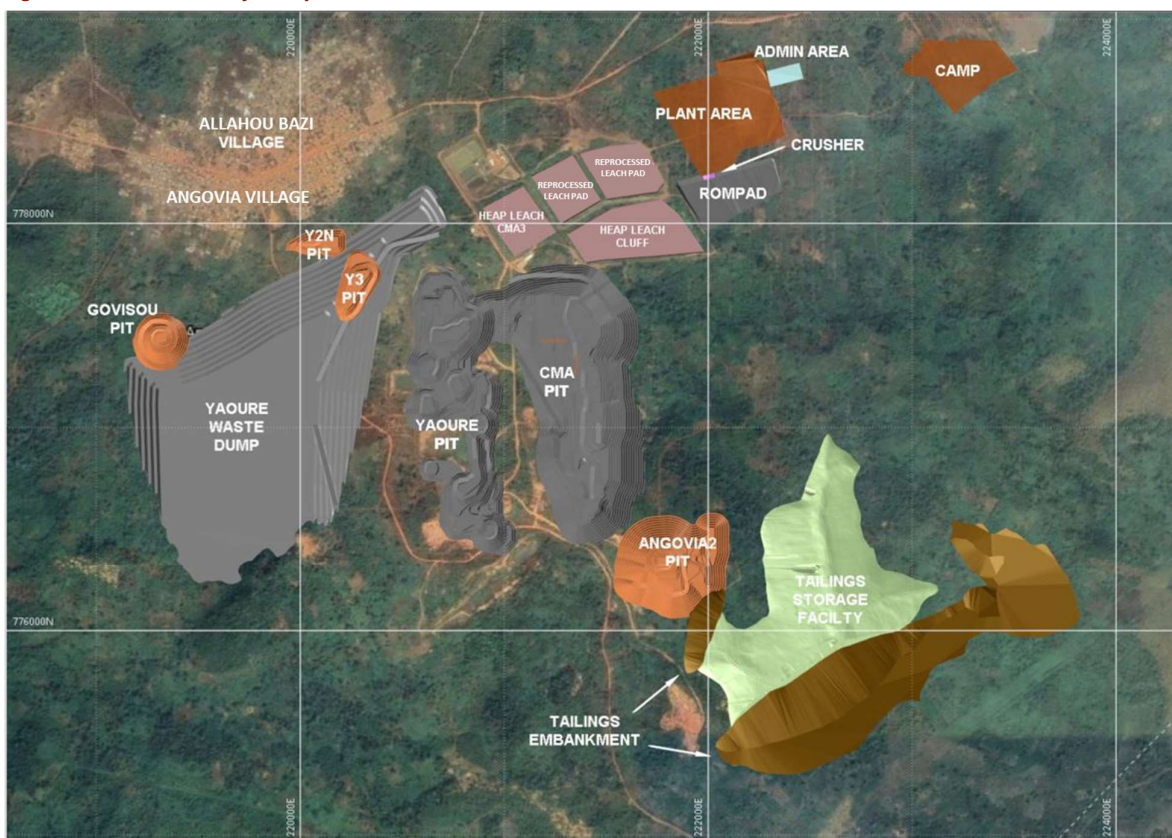 220000E
222000E
224000E
ADMIN AREA
CAMP
PLANT AREA
ALLAHOU BAZI
VILLAGE
CRUSHER
REPROCESSED
LEACH PAD
REPROCESSED
LEACH PAD
ROMPAD
ANGOVIA VILLAGE
HEAP LEACH
CMA3
HEAP LEACH
CLUFF
778000N
Y2N
PIT
Y3
PIT
GOVISOU
PIT
CMA
PIT
YAOURE
WASTE
DUMP
YAOURE
PIT
ANGOVIA2
PIT
TAILINGS
STORAGE
FACILTY
776000N
TAILINGS
EMBANKMENT
220000E
222000E
224000E